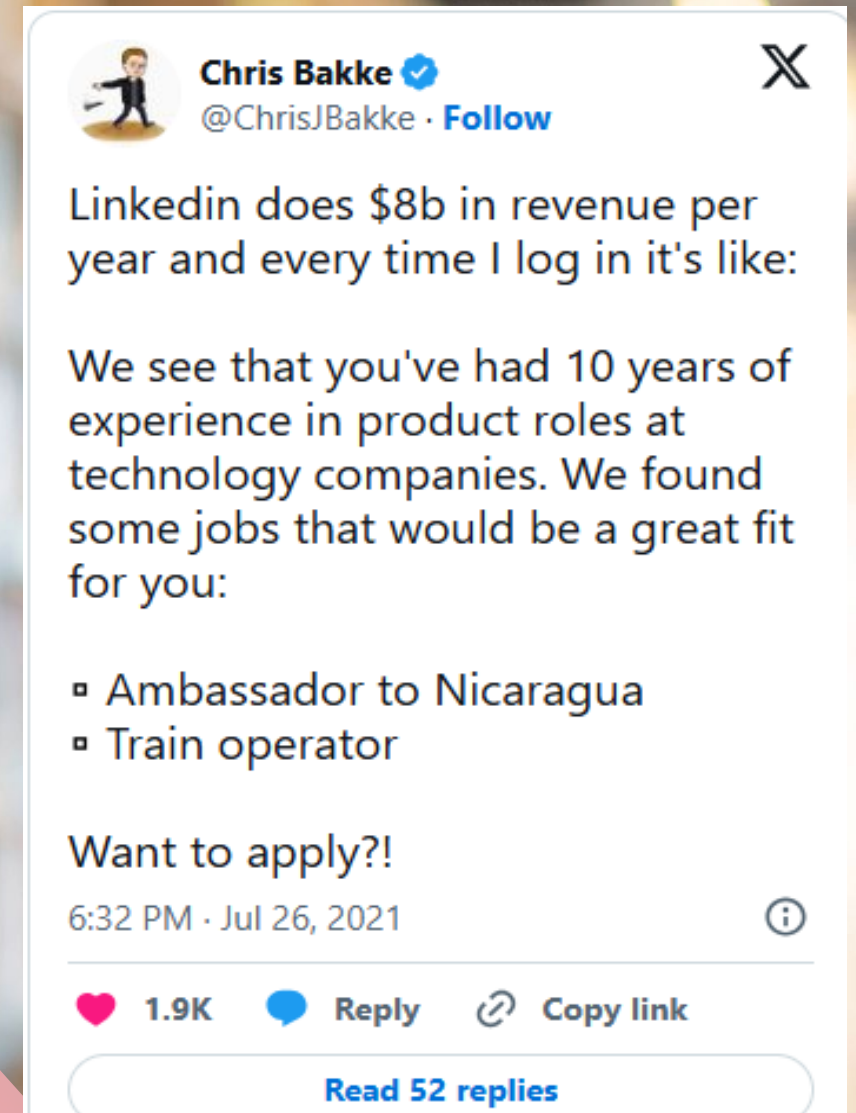 Chris Bakke
@ChrisJBakke · Follow
Linkedin does $8b in revenue per
year and every time I log in it's like:
We see that you've had 10 years of
experience in product roles at
technology companies. We found
some jobs that would be a great fit
for you:
▫ Ambassador to Nicaragua
▫ Train operator
Want to apply?!
6:32 PM · Jul 26, 2021
1.9K Reply Copy link
Read 52 replies